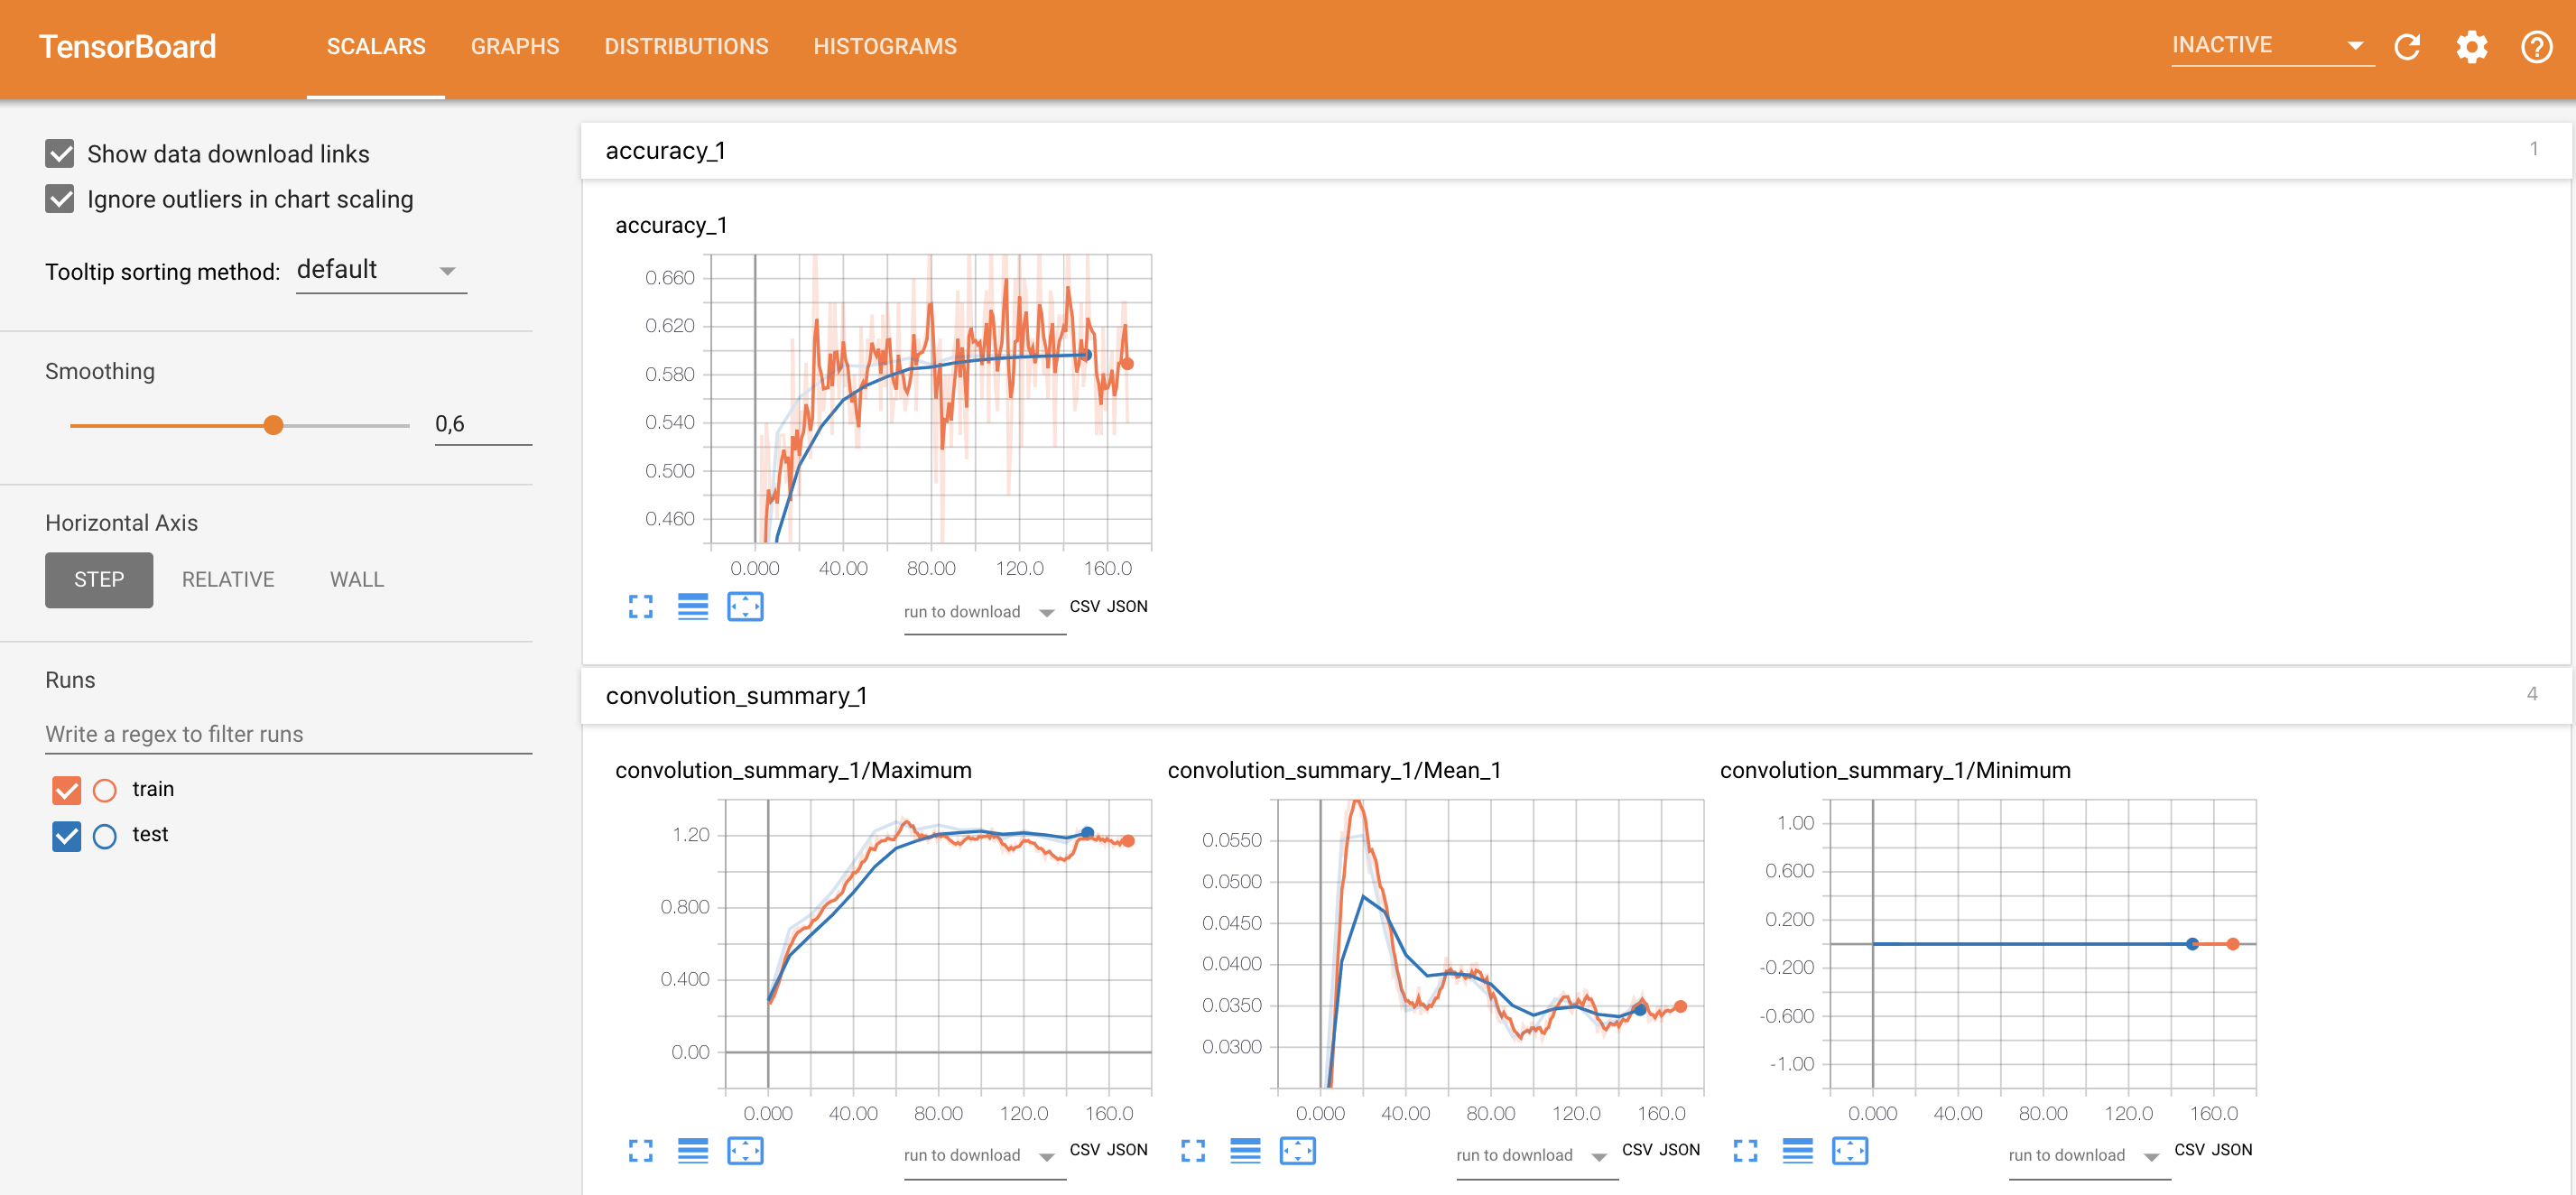 TensorBoard SCALARS GRAPHS DISTRIBUTIONS HISTOGRAMS INACTIVE
Show data download links
Ignore outliers in chart scaling
Tooltip sorting method: default
Smoothing
0,6
Horizontal Axis
STEP RELATIVE WALL
Runs
Write a regex to filter runs
train
test
accuracy_1 1
accuracy_1
0.660
0.620
0.580
0.540
0.500
0.460
0.000 40.00 80.00 120.0 160.0
run to download CSV JSON
convolution_summary_1 4
convolution_summary_1/Maximum
1.20
0.800
0.400
0.00
0.000 40.00 80.00 120.0 160.0
run to download CSV JSON
convolution_summary_1/Mean_1
0.0550
0.0500
0.0450
0.0400
0.0350
0.0300
0.000 40.00 80.00 120.0 160.0
run to download CSV JSON
convolution_summary_1/Minimum
1.00
0.600
0.200
-0.200
-0.600
-1.00
0.000 40.00 80.00 120.0 160.0
run to download CSV JSON